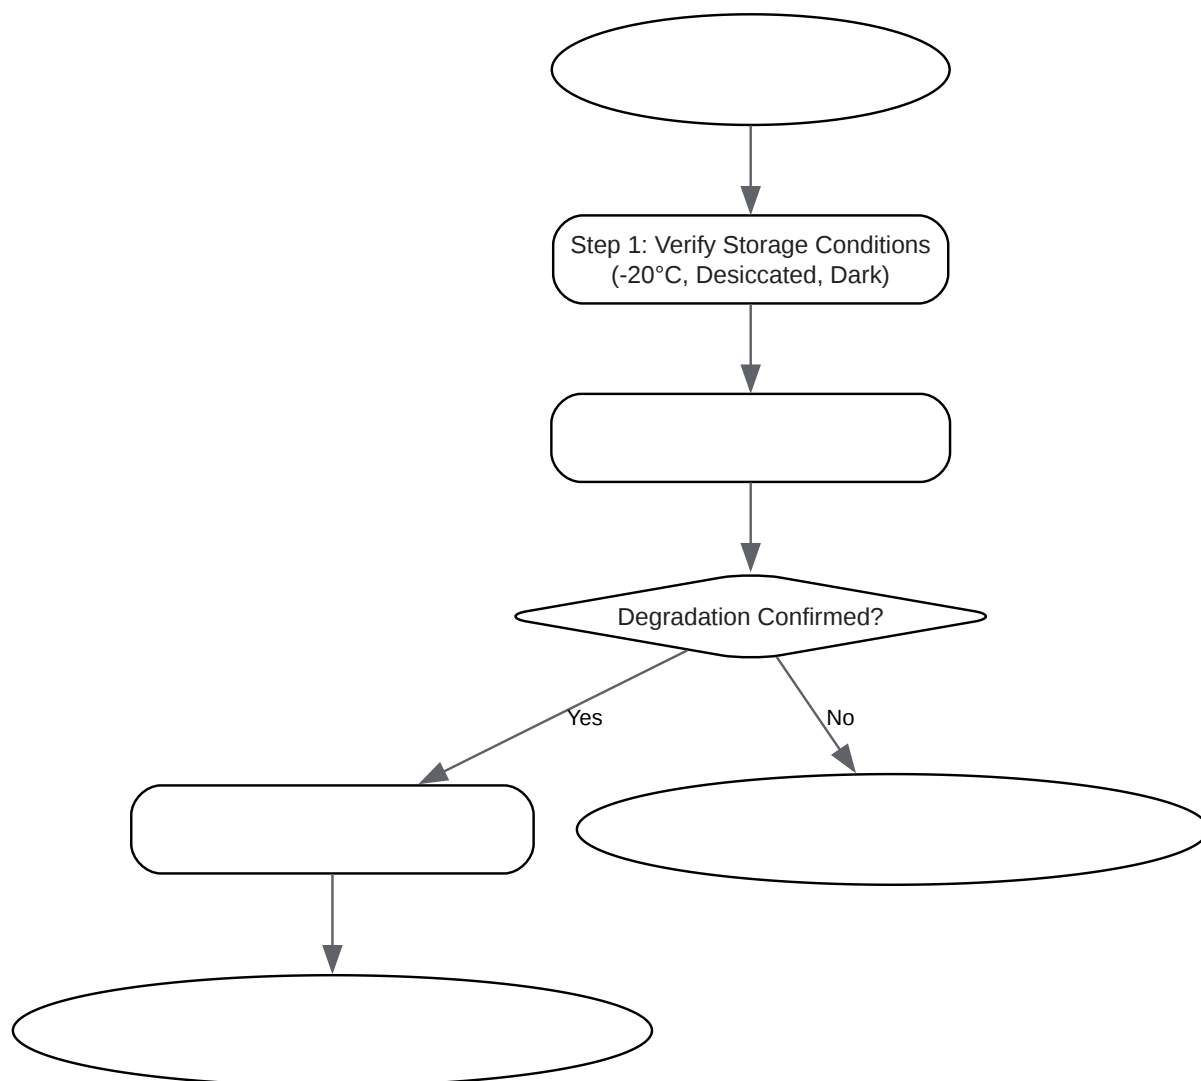 Step 1: Verify Storage Conditions
(-20°C, Desiccated, Dark)
Degradation Confirmed?
Yes
No